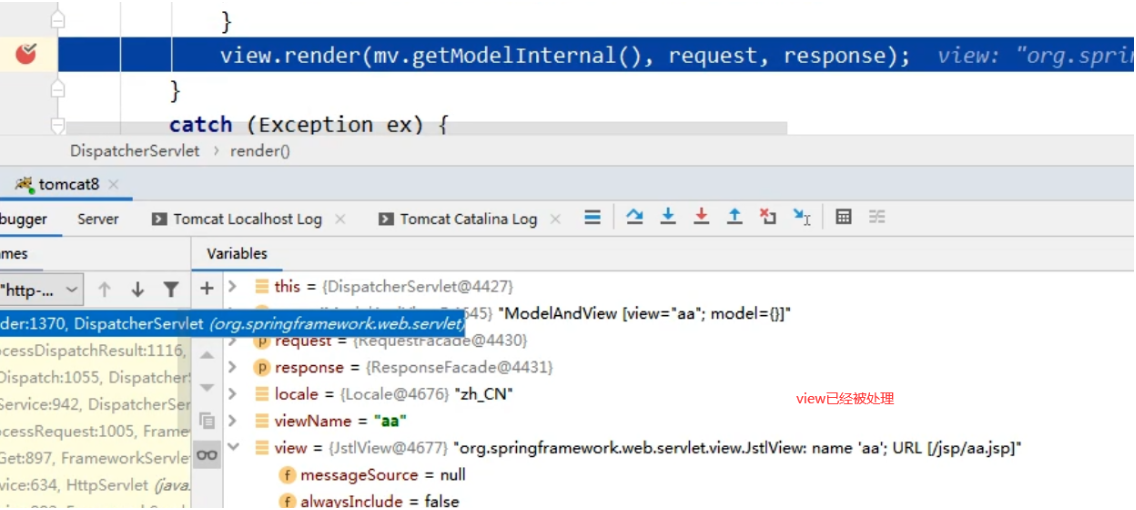 }
view.render(mv.getModelInternal(), request, response); view: "org.sprin
}
catch (Exception ex) {
DispatcherServlet > render()
tomcat8
bugger Server Tomcat Localhost Log Tomcat Catalina Log
mes Variables
"http-... this = {DispatcherServlet@4427}
der:1370, DispatcherServlet (org.springframework.web.servlet) 645} "ModelAndView [view="aa"; model={}]"
request = {RequestFacade@4430}
ocessDispatchResult:1116,
response = {ResponseFacade@4431}
Dispatch:1055, Dispatcher
locale = {Locale@4676} "zh_CN"
view已经被处理
Service:942, DispatcherSer
viewName = "aa"
ocessRequest:1005, Frame
view = {JstlView@4677} "org.springframework.web.servlet.view.JstlView: name 'aa'; URL [/jsp/aa.jsp]"
Get:897, FrameworkServle
messageSource = null
vice:634, HttpServlet (java.
alwaysInclude = false